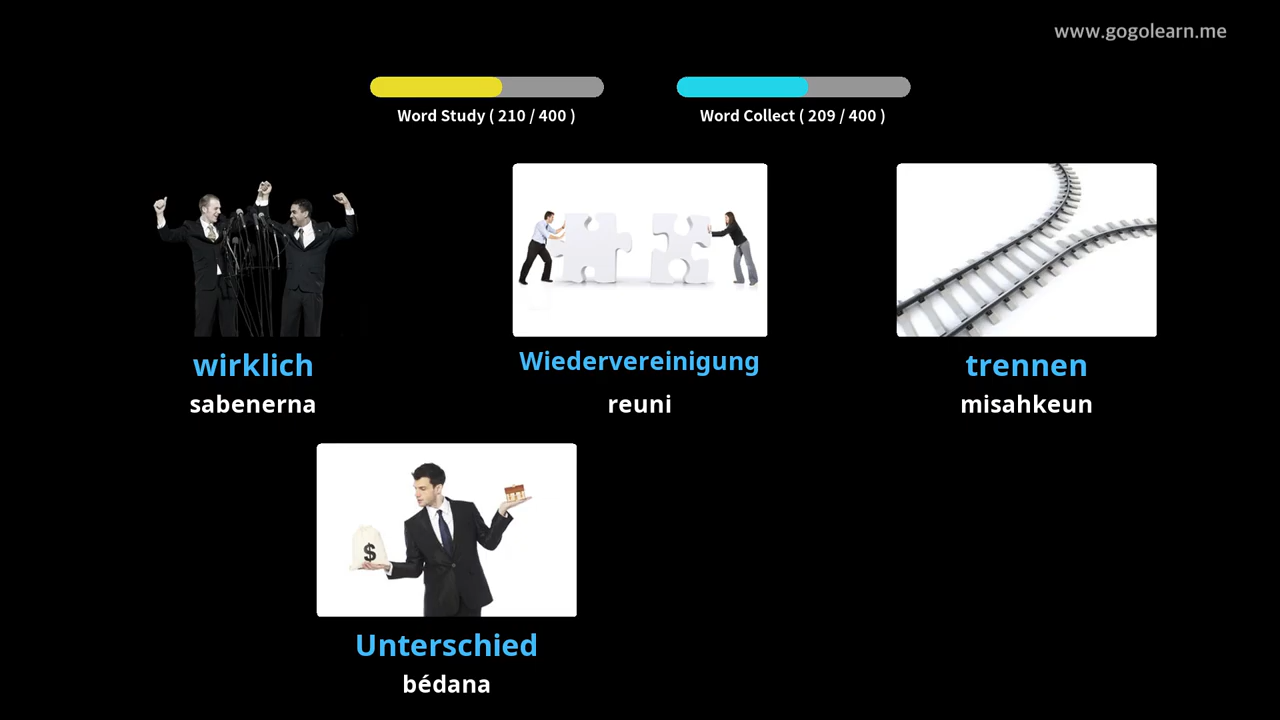 www.gogolearn.me
Word Study ( 210 / 400 )
Word Collect ( 209 / 400 )
wirklich
sabenerna
Wiedervereinigung
reuni
trennen
misahkeun
$
Unterschied
bédana